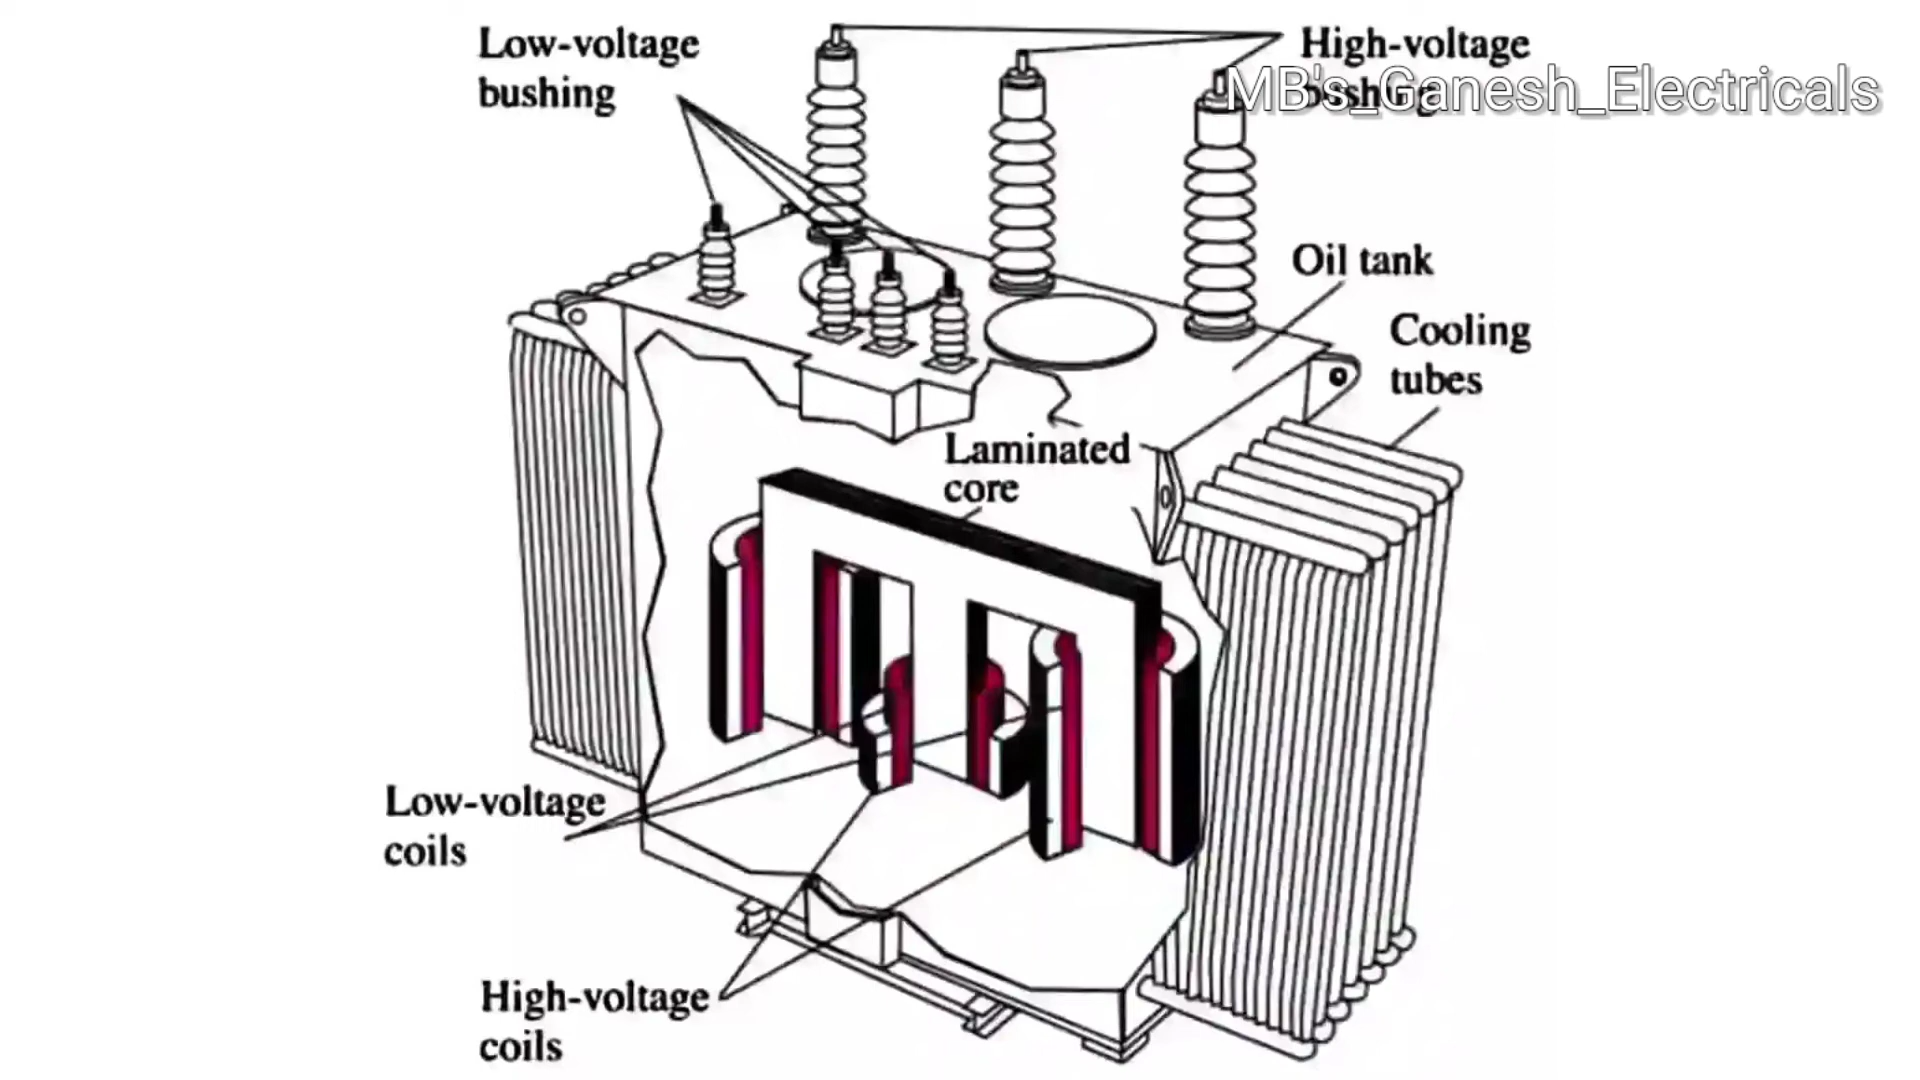 Low-voltage
bushing
High-voltage
bushing
MB's_Ganesh_Electricals
Oil tank
Cooling
tubes
Laminated
core
Low-voltage
coils
High-voltage
coils